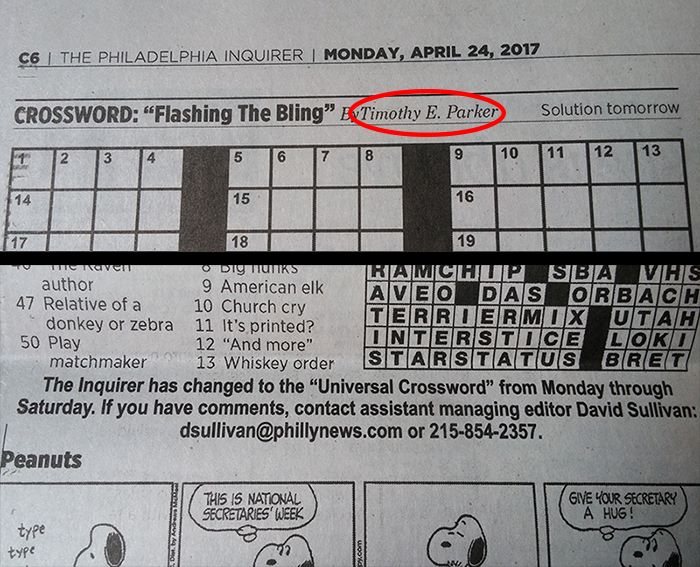 C6 | THE PHILADELPHIA INQUIRER | MONDAY, APRIL 24, 2017
CROSSWORD: "Flashing The Bling" By Timothy E. Parker Solution tomorrow
1 2 3 4 5 6 7 8 9 10 11 12 13
14 15 16
17 18 19
The Raven
author
47 Relative of a
donkey or zebra
50 Play
matchmaker
8 Big hunks
9 American elk
10 Church cry
11 It's printed?
12 "And more"
13 Whiskey order
RAMCHIP SBA VHS
AVEO DAS ORBACH
TERRIERMIX UTAH
INTERSTICE LOKI
STARSTATUS BRET
The Inquirer has changed to the "Universal Crossword" from Monday through
Saturday. If you have comments, contact assistant managing editor David Sullivan:
dsullivan@phillynews.com or 215-854-2357.
Peanuts
type
type
THIS IS NATIONAL
SECRETARIES' WEEK
GIVE YOUR SECRETARY
A HUG!